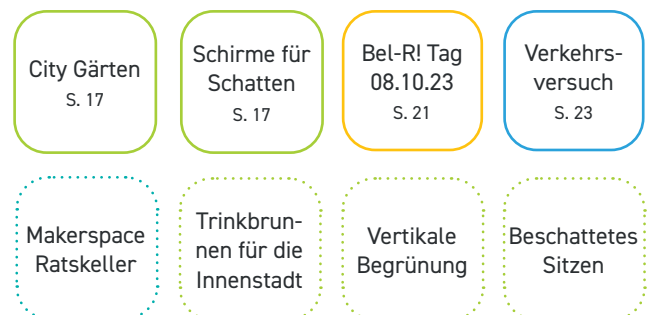 City Gärten
S. 17
Schirme für
Schatten
S. 17
Bel-R! Tag
08.10.23
S. 21
Verkehrs-
versuch
S. 23
Makerspace
Ratskeller
Trinkbrun-
nen für die
Innenstadt
Vertikale
Begrünung
Beschattetes
Sitzen